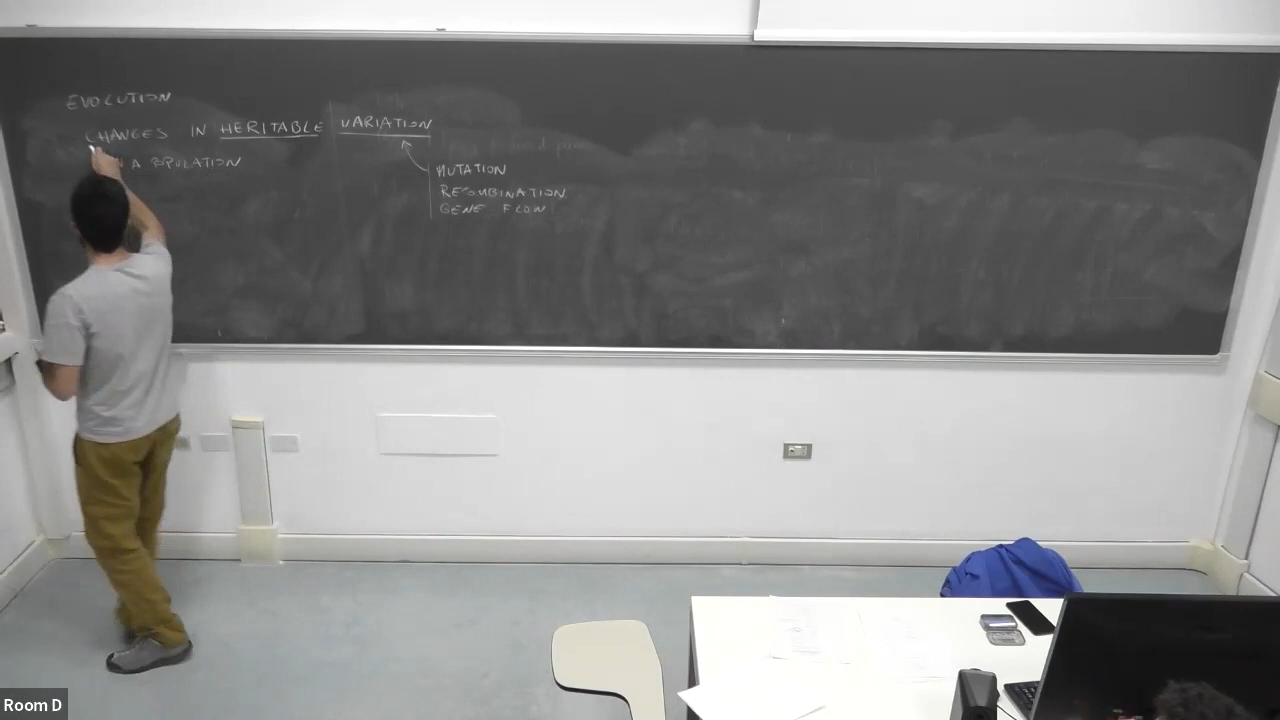 EVOLUTION
CHANGES IN HERITABLE VARIATION
A POPULATION
MUTATION
RECOMBINATION
GENE FLOW
Room D